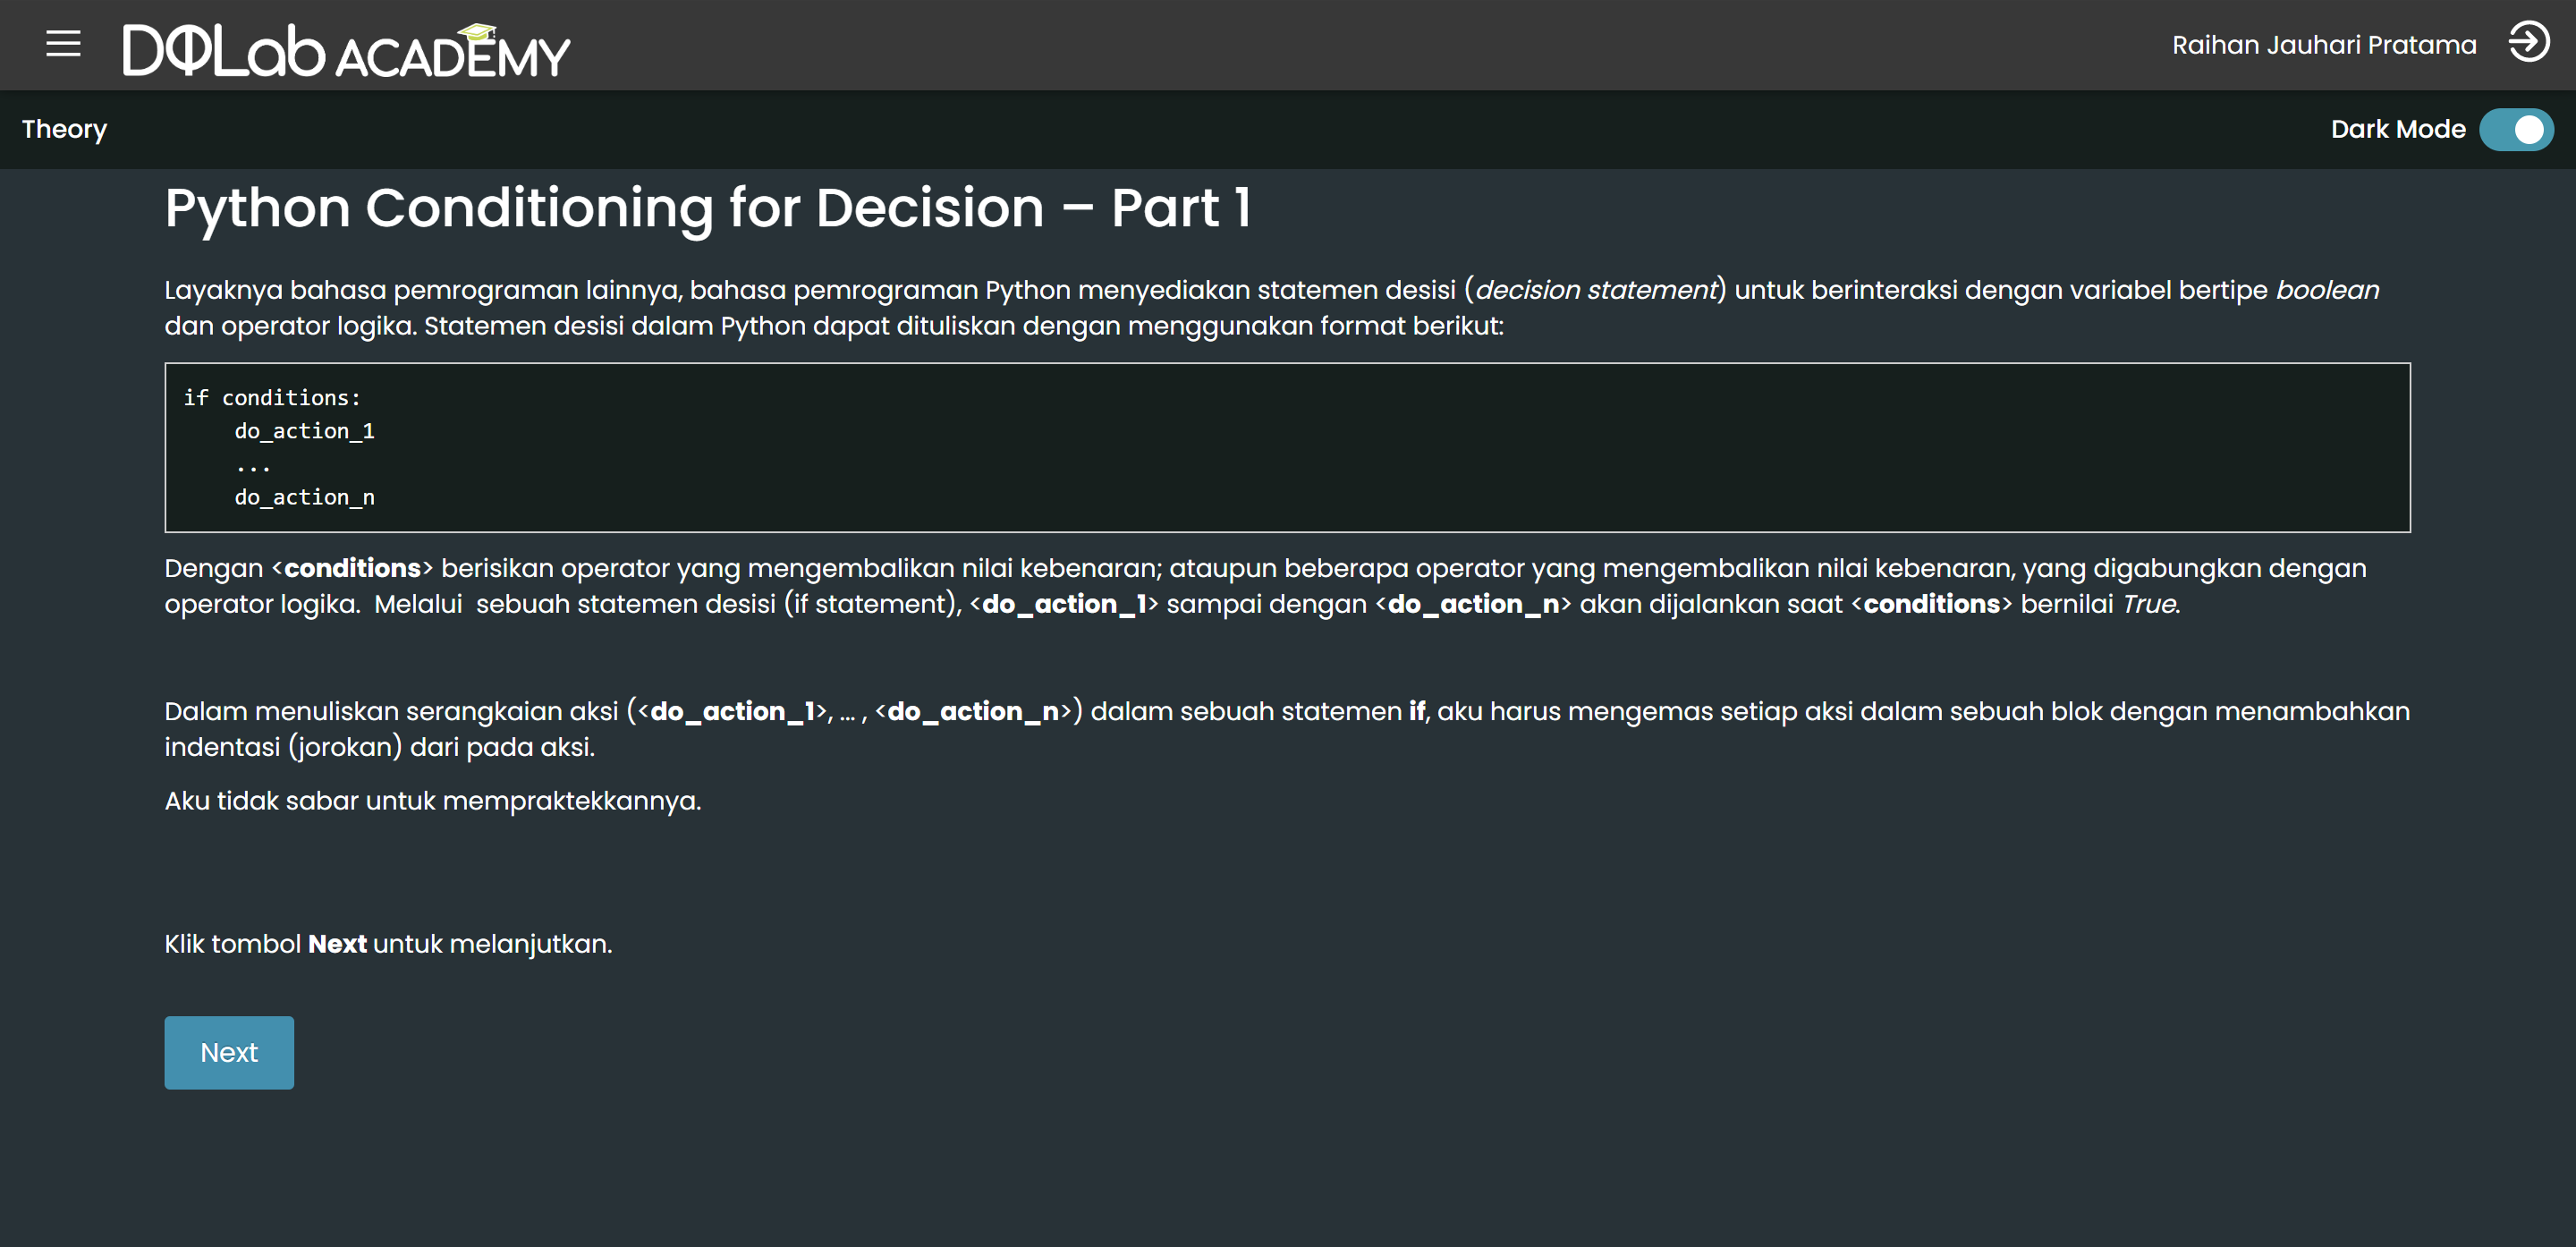 DQLab ACADEMY
Raihan Jauhari Pratama
Theory
Dark Mode
Python Conditioning for Decision – Part 1
Layaknya bahasa pemrograman lainnya, bahasa pemrograman Python menyediakan statemen desisi (decision statement) untuk berinteraksi dengan variabel bertipe boolean
dan operator logika. Statemen desisi dalam Python dapat dituliskan dengan menggunakan format berikut:
if conditions:
    do_action_1
    ...
    do_action_n
Dengan <conditions> berisikan operator yang mengembalikan nilai kebenaran; ataupun beberapa operator yang mengembalikan nilai kebenaran, yang digabungkan dengan
operator logika.  Melalui  sebuah statemen desisi (if statement), <do_action_1> sampai dengan <do_action_n> akan dijalankan saat <conditions> bernilai True.
Dalam menuliskan serangkaian aksi (<do_action_1>, ... , <do_action_n>) dalam sebuah statemen if, aku harus mengemas setiap aksi dalam sebuah blok dengan menambahkan
indentasi (jorokan) dari pada aksi.
Aku tidak sabar untuk mempraktekkannya.
Klik tombol Next untuk melanjutkan.
Next